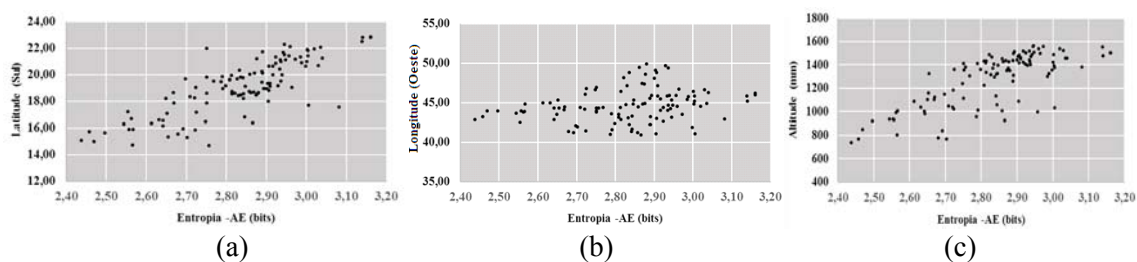 24,00
22,00
20,00
18,00
16,00
14,00
12,00
Latitude (Sul)
2,40 2,50 2,60 2,70 2,80 2,90 3,00 3,10 3,20
Entropia -AE (bits)
(a)
55,00
50,00
45,00
40,00
35,00
Longitude (Oeste)
2,40 2,50 2,60 2,70 2,80 2,90 3,00 3,10 3,20
Entropia -AE (bits)
(b)
1800
1600
1400
1200
1000
800
600
400
Altitude (mm)
2,40 2,50 2,60 2,70 2,80 2,90 3,00 3,10 3,20
Entropia -AE (bits)
(c)